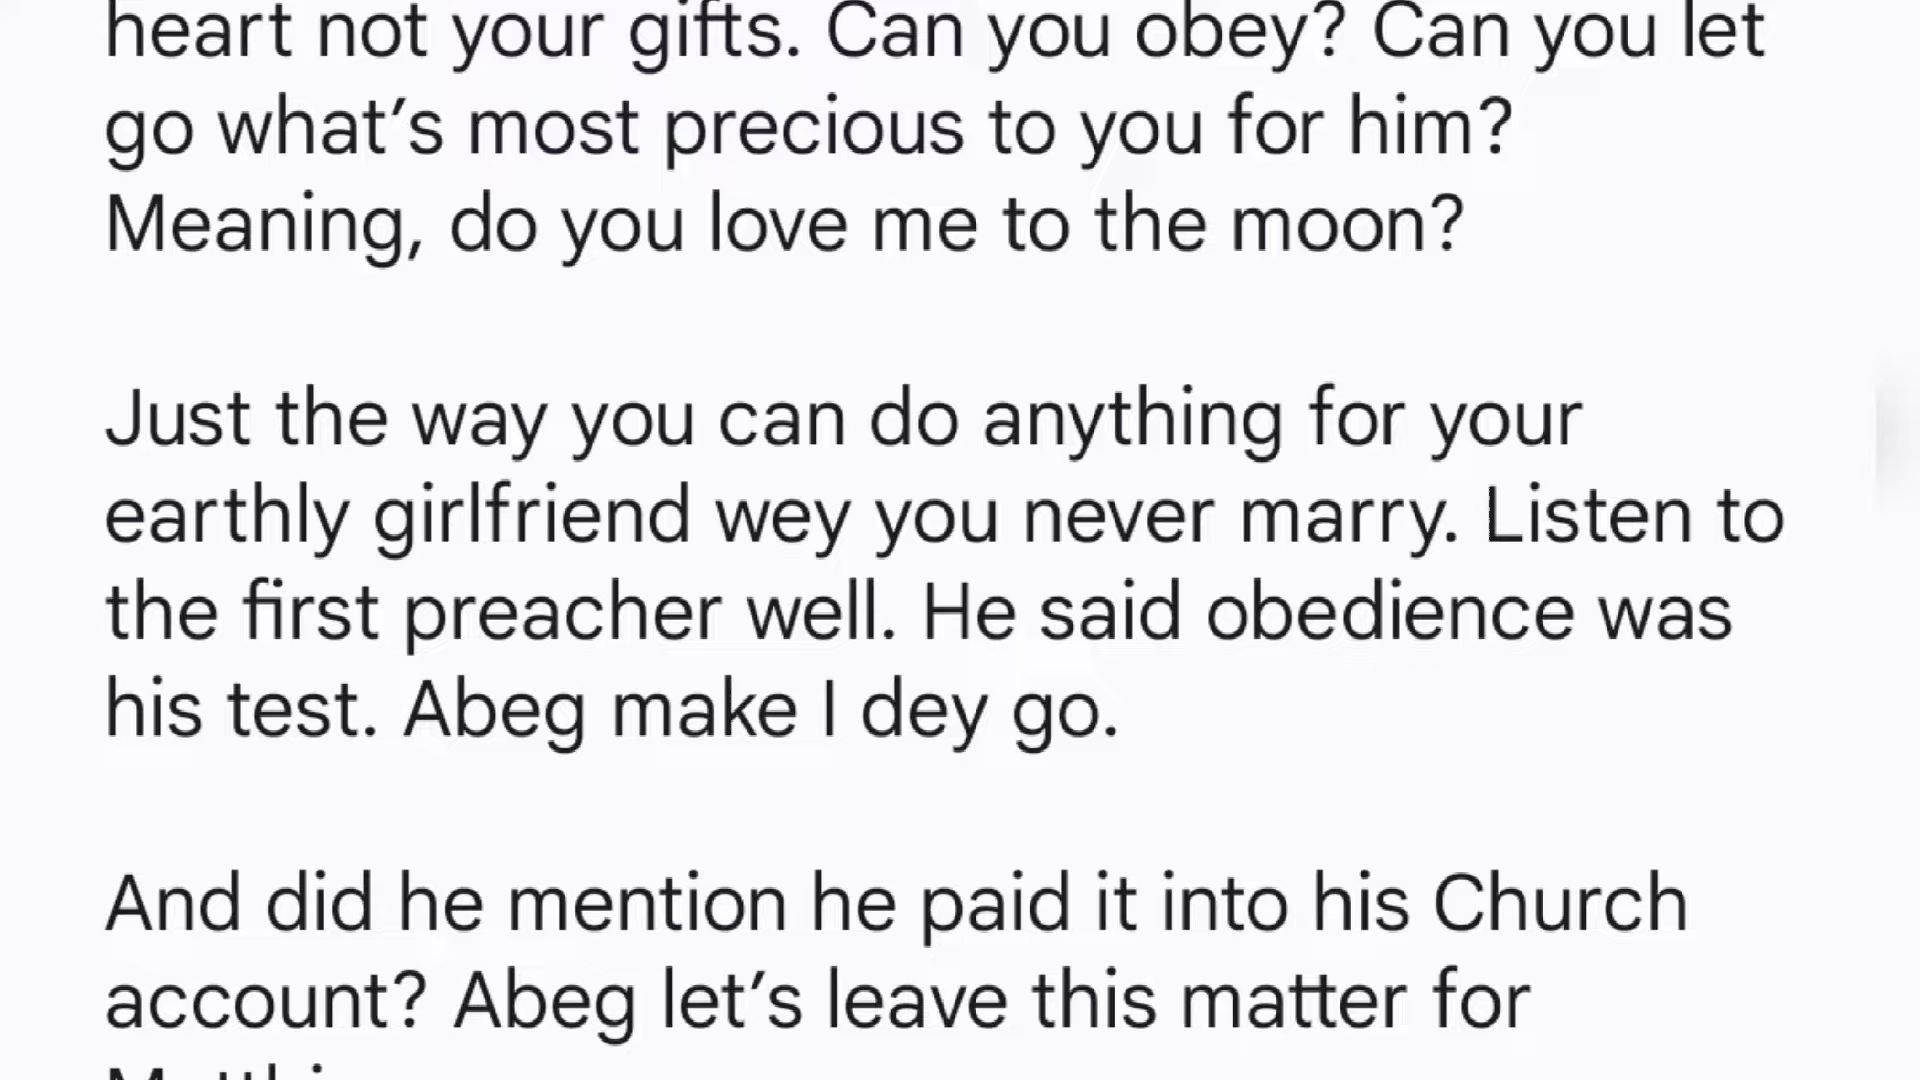 heart not your gifts. Can you obey? Can you let
go what's most precious to you for him?
Meaning, do you love me to the moon?
Just the way you can do anything for your
earthly girlfriend wey you never marry. Listen to
the first preacher well. He said obedience was
his test. Abeg make I dey go.
And did he mention he paid it into his Church
account? Abeg let's leave this matter for